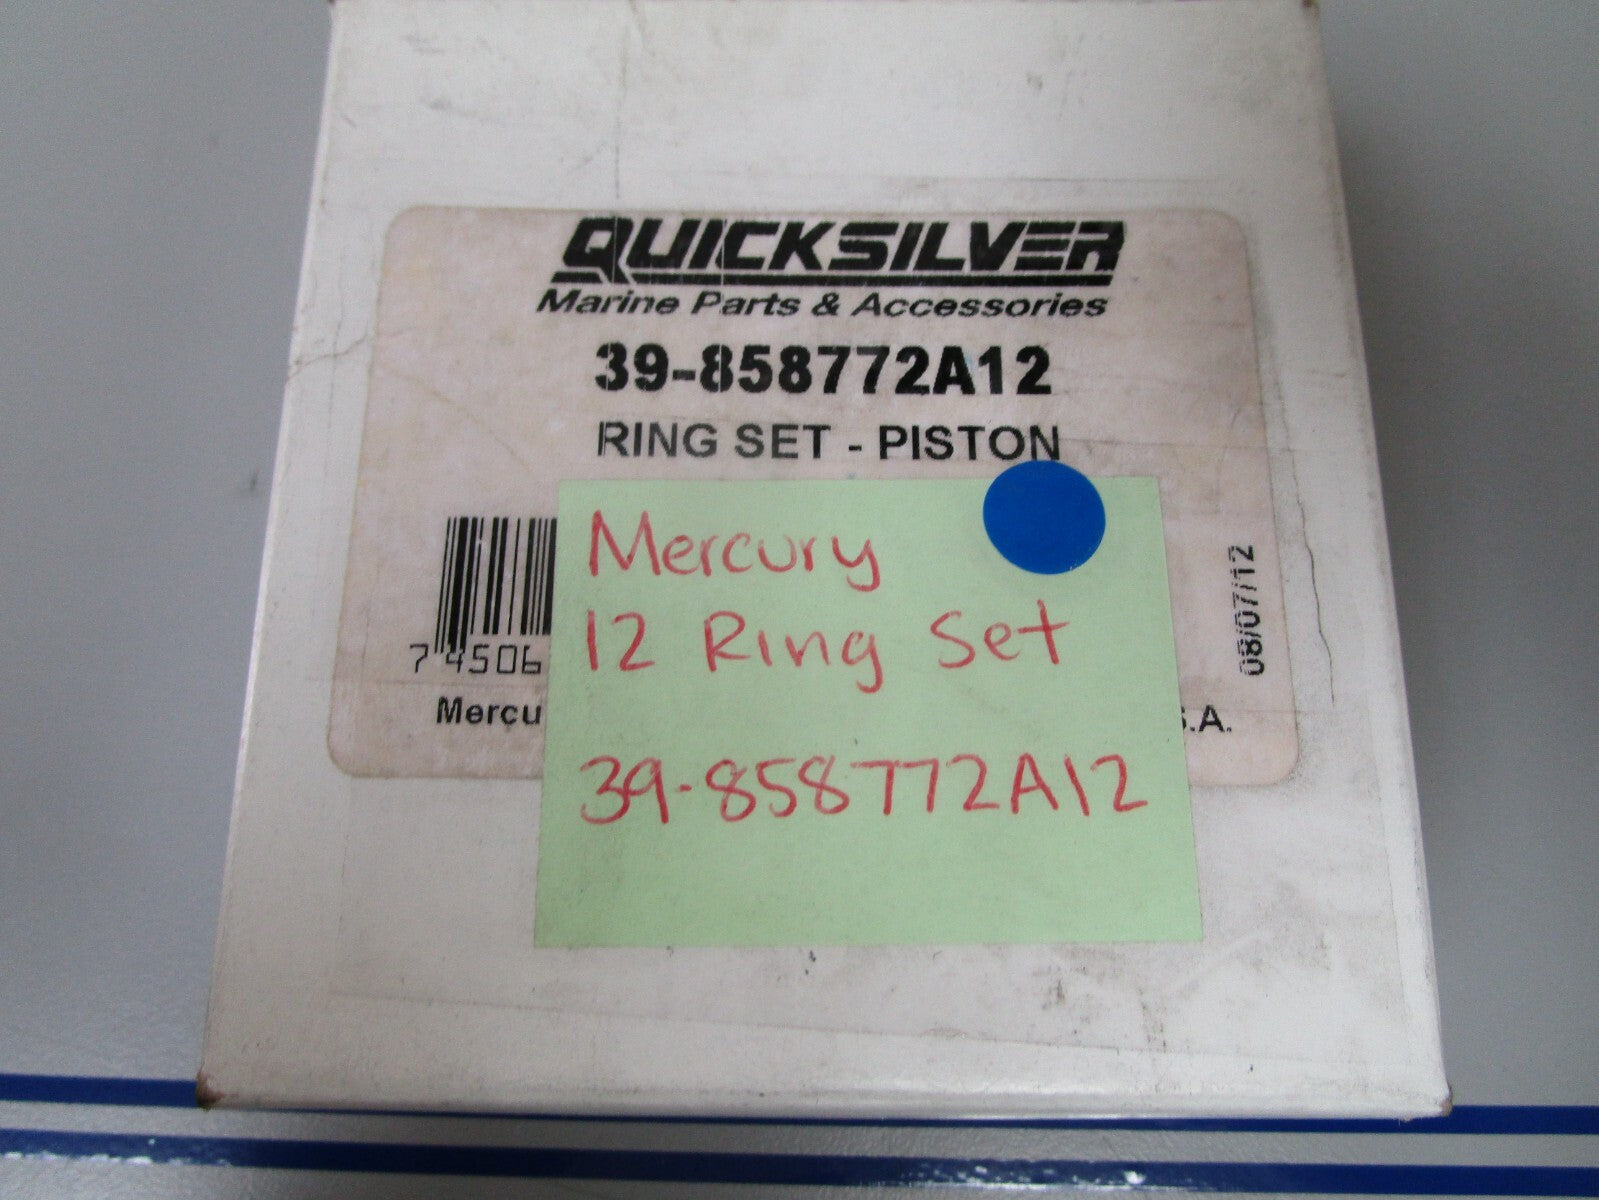 QUICKSILVER
Marine Parts & Accessories
39-858772A12
RING SET - PISTON
Mercury
12 Ring Set
39-858772A12
7 4506
08/07/12